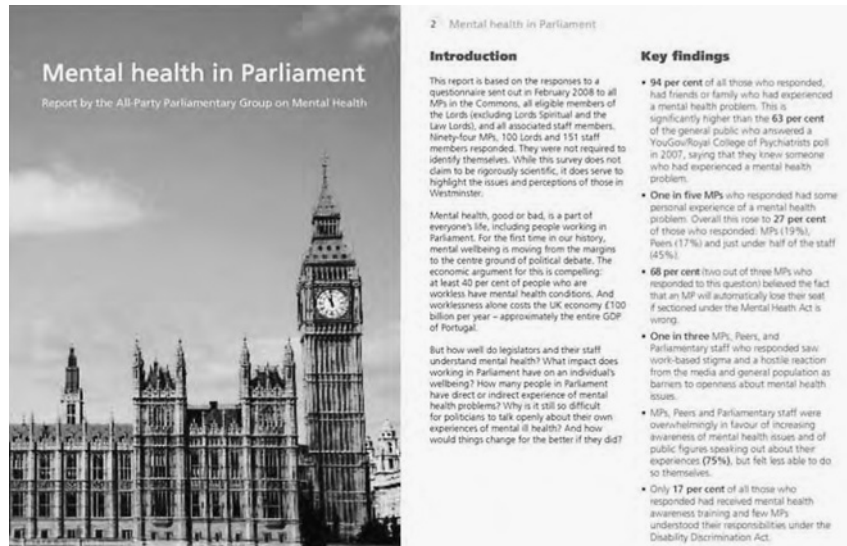 Mental health in Parliament
Report by the All-Party Parliamentary Group on Mental Health
2 Mental health in Parliament
Introduction
This report is based on the responses to a
questionnaire sent out in February 2008 to all
MPs in the Commons, all eligible members of
the Lords (excluding Lords Spiritual and the
Law Lords), and all associated staff members.
Ninety-four MPs, 100 Lords and 151 staff
members responded. They were not required to
identify themselves. While this survey does not
claim to be rigorously scientific, it does serve to
highlight the issues and perceptions of those in
Westminster.
Mental health, good or bad, is a part of
everyone's life, including people working in
Parliament. For the first time in our history,
mental wellbeing is moving from the margins
to the centre ground of political debate. The
economic argument for this is compelling:
at least 40 per cent of people who are
workless have mental health conditions. And
worklessness alone costs the UK economy £100
billion per year – approximately the entire GDP
of Portugal.
But how well do legislators and their staff
understand mental health? What impact does
working in Parliament have on an individual's
wellbeing? How many people in Parliament
have direct or indirect experience of mental
health problems? Why is it still so difficult
for politicians to talk openly about their own
experiences of mental ill health? And how
would things change for the better if they did?
Key findings
• 94 per cent of all those who responded,
had friends or family who had experienced
a mental health problem. This is
significantly higher than the 63 per cent
of the general public who answered a
YouGov/Royal College of Psychiatrists poll
in 2007, saying that they knew someone
who had experienced a mental health
problem.
• One in five MPs who responded had some
personal experience of a mental health
problem. Overall this rose to 27 per cent
of those who responded: MPs (19%),
Peers (17%) and just under half of the staff
(45%).
• 68 per cent (two out of three MPs who
responded to this question) believed the fact
that an MP will automatically lose their seat
if sectioned under the Mental Heath Act is
wrong.
• One in three MPs, Peers, and
Parliamentary staff who responded saw
work-based stigma and a hostile reaction
from the media and general population as
barriers to openness about mental health
issues.
• MPs, Peers and Parliamentary staff were
overwhelmingly in favour of increasing
awareness of mental health issues and of
public figures speaking out about their
experiences (75%), but felt less able to do
so themselves.
• Only 17 per cent of all those who
responded had received mental health
awareness training and few MPs
understood their responsibilities under the
Disability Discrimination Act.